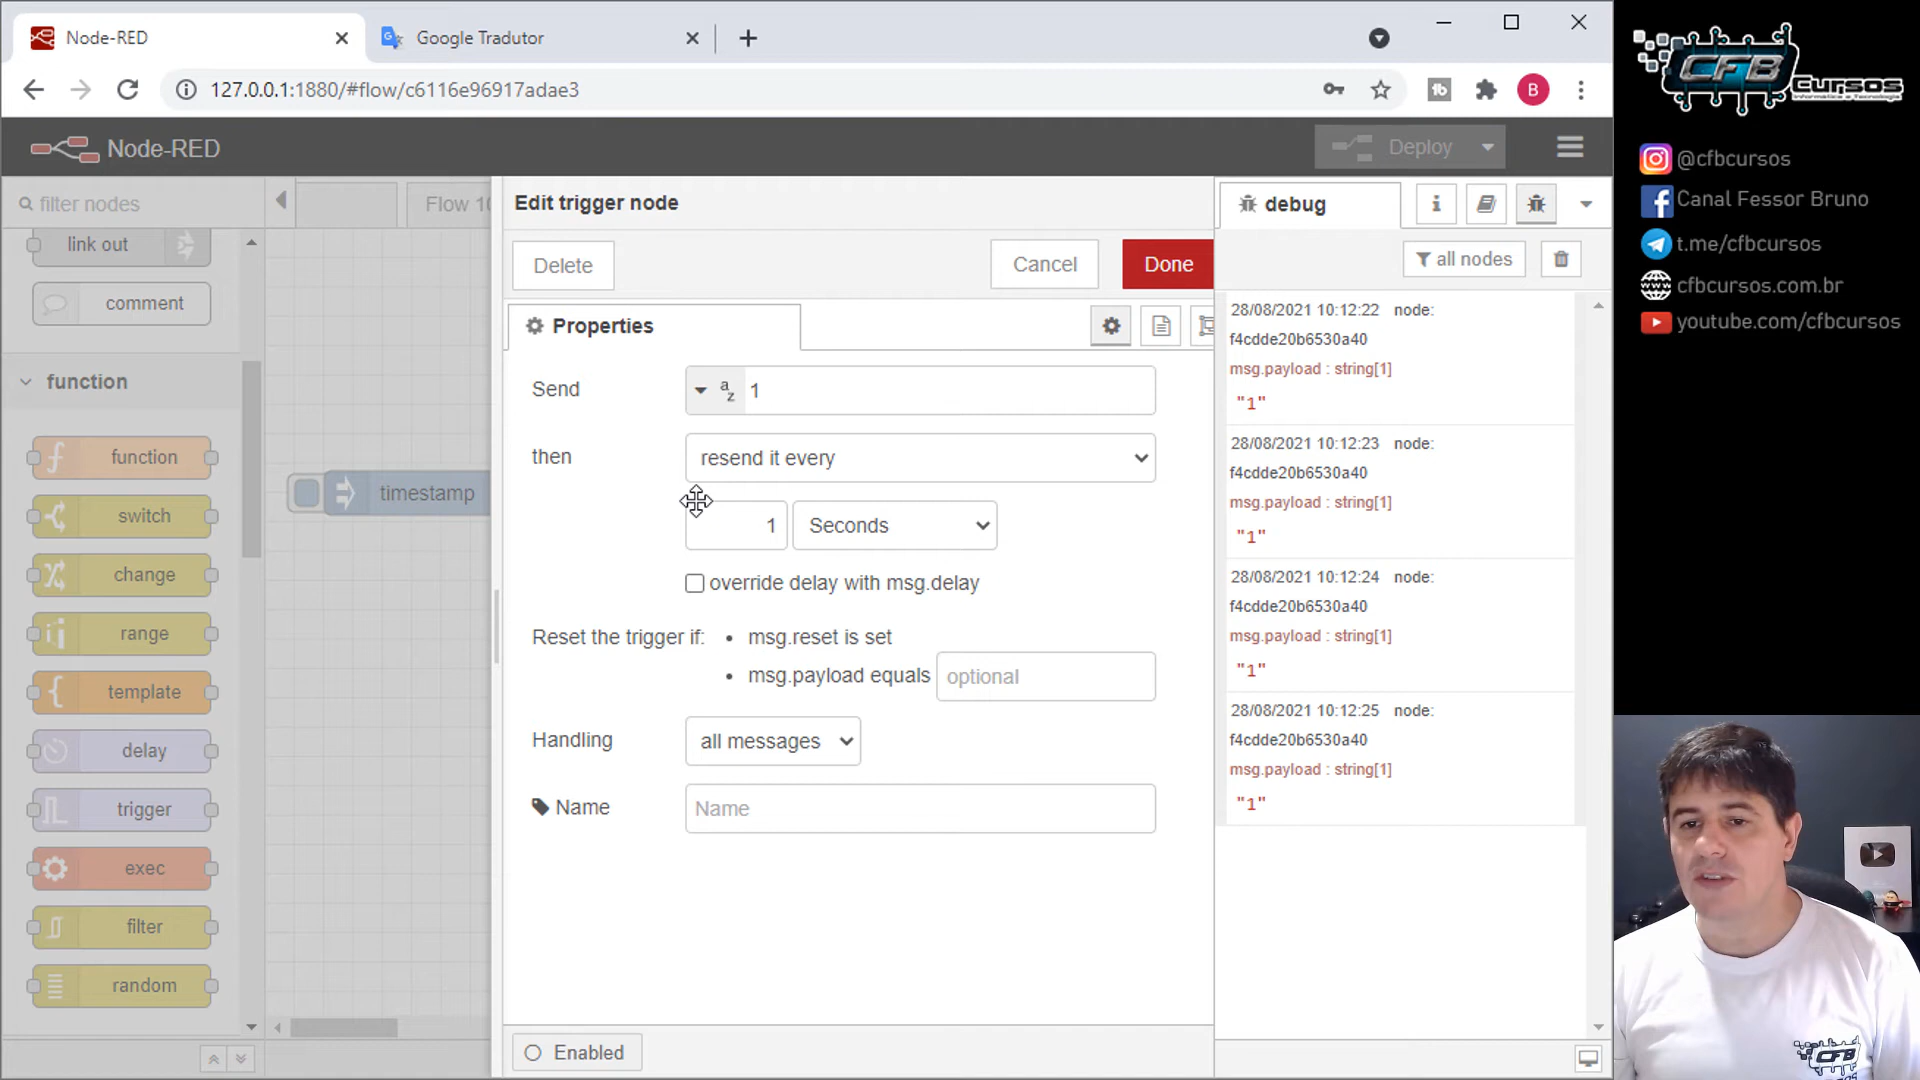 Node-RED
Google Tradutor
127.0.0.1:1880/#flow/c6116e96917adae3
B
Node-RED
Deploy
filter nodes
link out
comment
function
function
switch
change
range
template
delay
trigger
exec
filter
random
Flow 10
timestamp
Edit trigger node
Delete
Cancel
Done
Properties
Send
a
z
1
then
resend it every
1
Seconds
override delay with msg.delay
Reset the trigger if:
• msg.reset is set
• msg.payload equals
optional
Handling
all messages
Name
Name
Enabled
debug
all nodes
28/08/2021 10:12:22 node:
f4cdde20b6530a40
msg.payload : string[1]
"1"
28/08/2021 10:12:23 node:
f4cdde20b6530a40
msg.payload : string[1]
"1"
28/08/2021 10:12:24 node:
f4cdde20b6530a40
msg.payload : string[1]
"1"
28/08/2021 10:12:25 node:
f4cdde20b6530a40
msg.payload : string[1]
"1"
CFB
Cursos
Informática e Tecnologia
@cfbcursos
Canal Fessor Bruno
t.me/cfbcursos
cfbcursos.com.br
youtube.com/cfbcursos
CFB